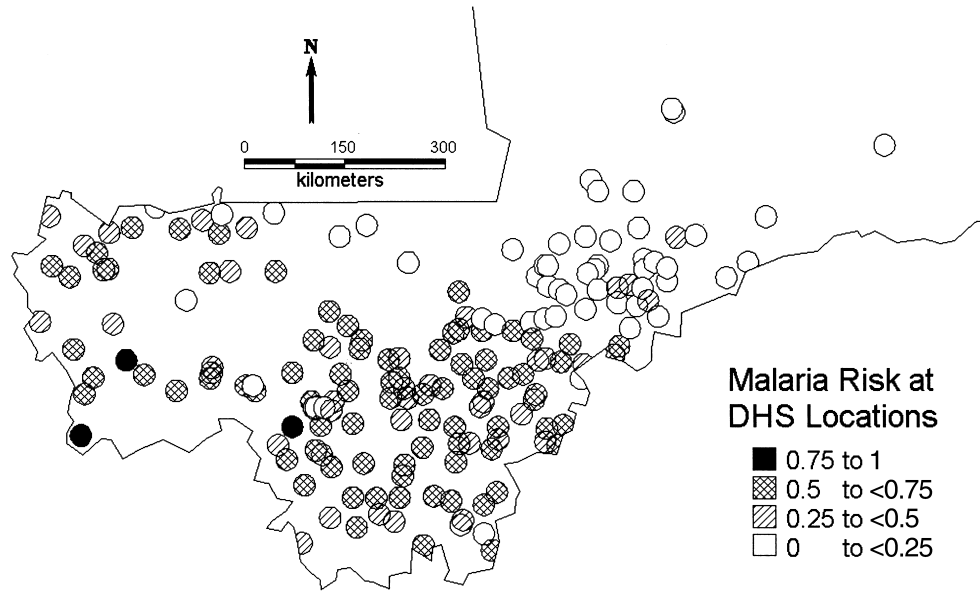 N
0 150 300
kilometers
Malaria Risk at
DHS Locations
0.75 to 1
0.5 to <0.75
0.25 to <0.5
0 to <0.25